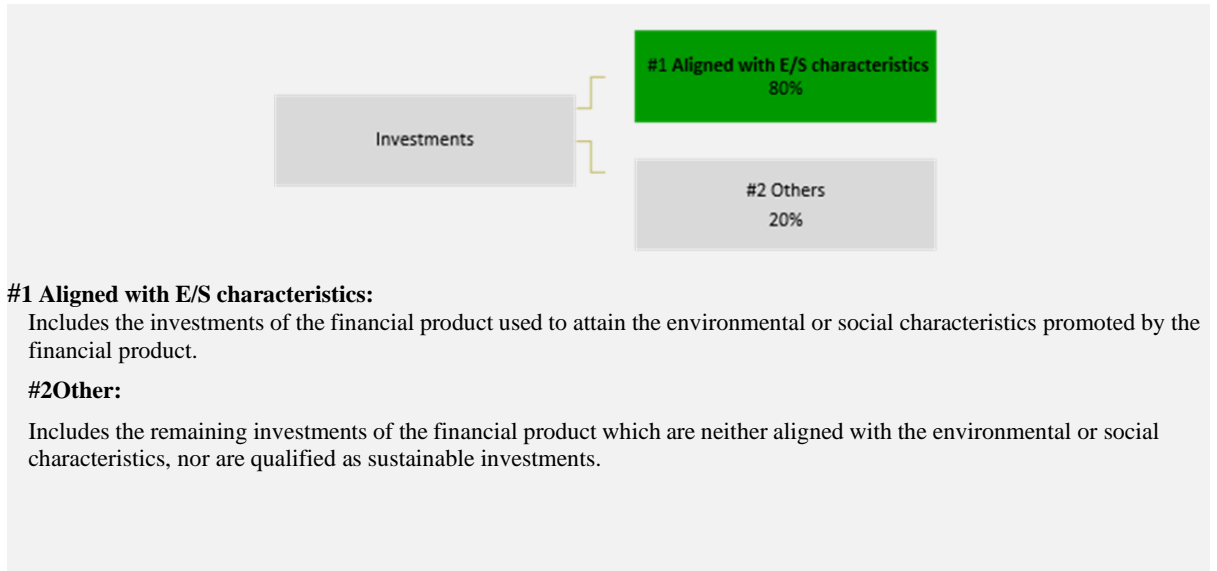 #1 Aligned with E/S characteristics
80%
Investments
#2 Others
20%
#1 Aligned with E/S characteristics:
Includes the investments of the financial product used to attain the environmental or social characteristics promoted by the
financial product.
#2Other:
Includes the remaining investments of the financial product which are neither aligned with the environmental or social
characteristics, nor are qualified as sustainable investments.